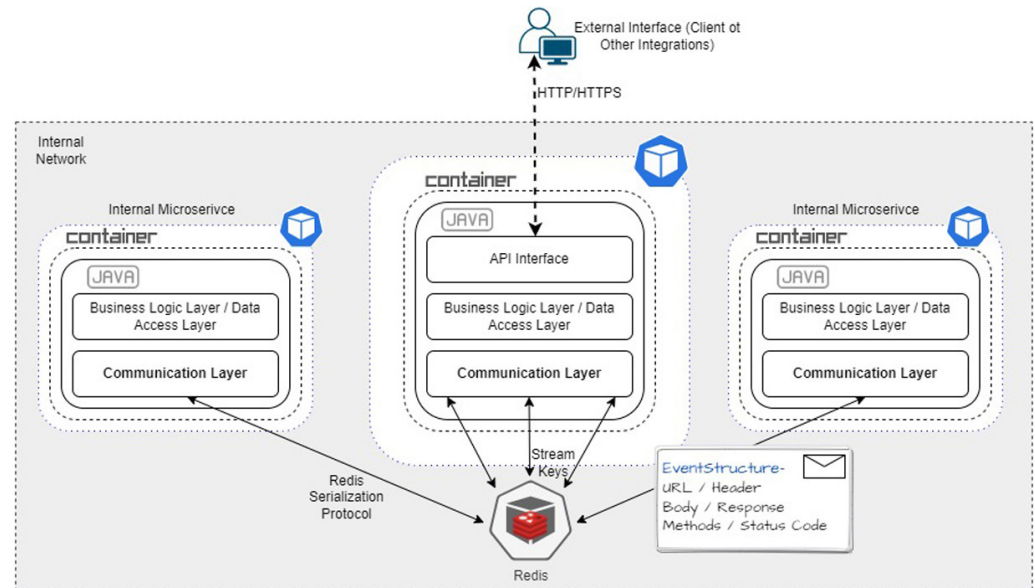 External Interface (Client ot
Other Integrations)
HTTP/HTTPS
Internal
Network
container
JAVA
API Interface
Business Logic Layer / Data
Access Layer
Communication Layer
Internal Microserivce
container
JAVA
Business Logic Layer / Data
Access Layer
Communication Layer
Internal Microserivce
container
JAVA
Business Logic Layer / Data
Access Layer
Communication Layer
Stream
Keys
Redis
Serialization
Protocol
EventStructure-
URL / Header
Body / Response
Methods / Status Code
Redis